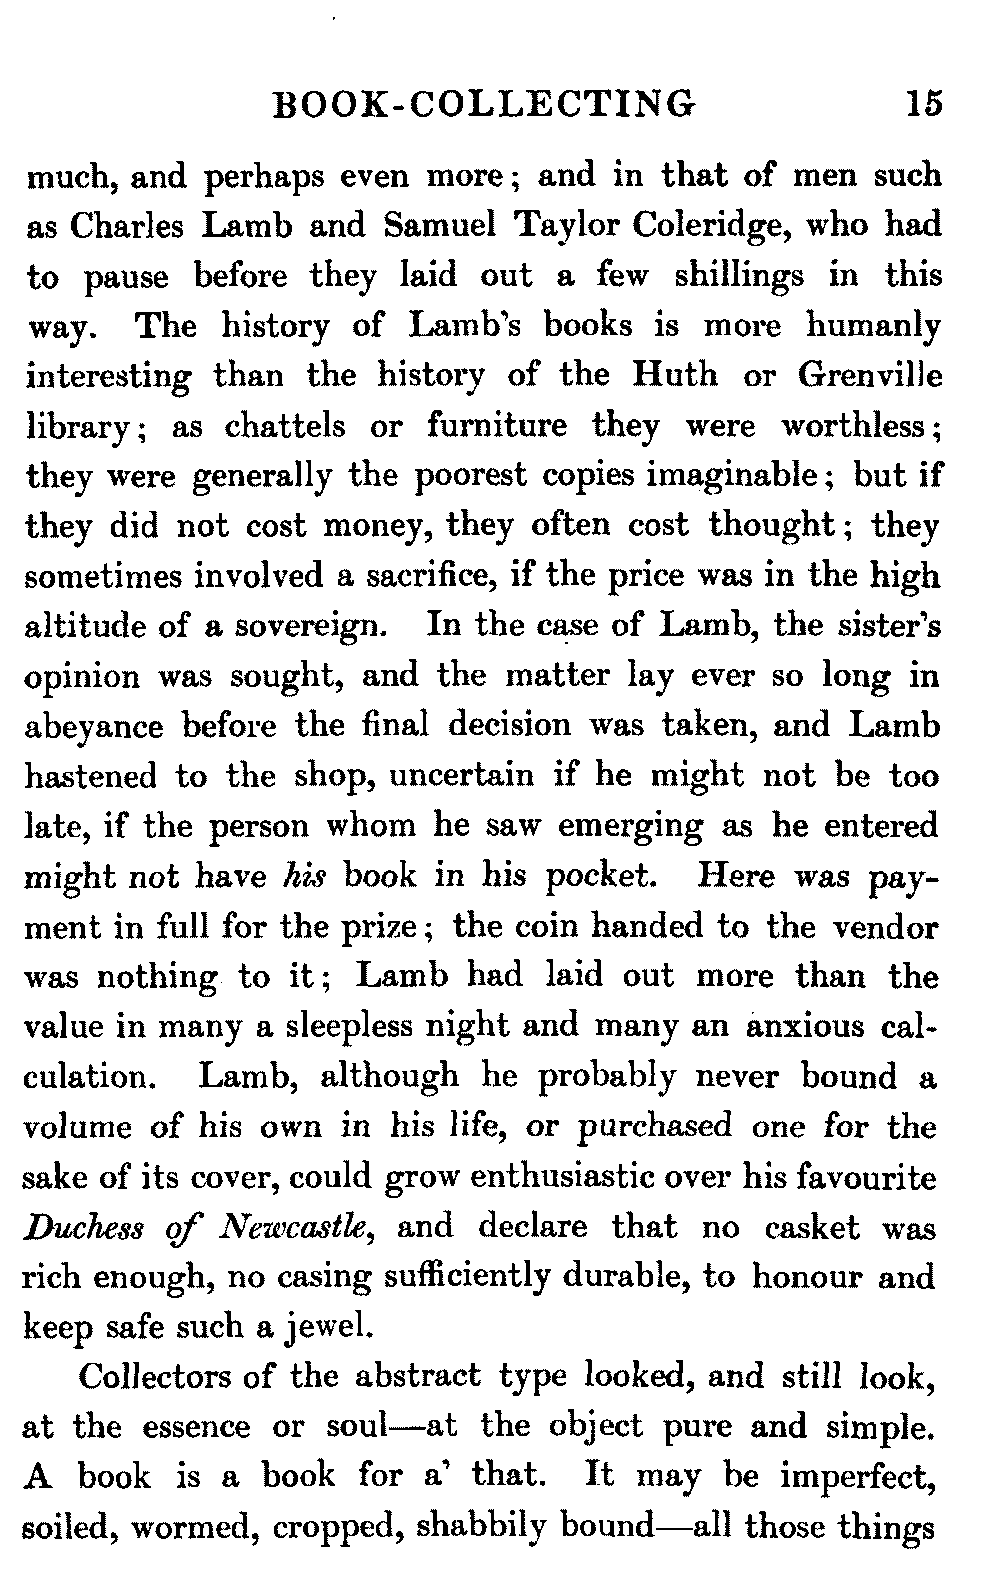 BOOK-COLLECTING 15
much, and perhaps even more; and in that of men such
as Charles Lamb and Samuel Taylor Coleridge, who had
to pause before they laid out a few shillings in this
way. The history of Lamb's books is more humanly
interesting than the history of the Huth or Grenville
library; as chattels or furniture they were worthless;
they were generally the poorest copies imaginable; but if
they did not cost money, they often cost thought; they
sometimes involved a sacrifice, if the price was in the high
altitude of a sovereign. In the case of Lamb, the sister's
opinion was sought, and the matter lay ever so long in
abeyance before the final decision was taken, and Lamb
hastened to the shop, uncertain if he might not be too
late, if the person whom he saw emerging as he entered
might not have his book in his pocket. Here was pay-
ment in full for the prize; the coin handed to the vendor
was nothing to it; Lamb had laid out more than the
value in many a sleepless night and many an anxious cal-
culation. Lamb, although he probably never bound a
volume of his own in his life, or purchased one for the
sake of its cover, could grow enthusiastic over his favourite
Duchess of Newcastle, and declare that no casket was
rich enough, no casing sufficiently durable, to honour and
keep safe such a jewel.
Collectors of the abstract type looked, and still look,
at the essence or soul—at the object pure and simple.
A book is a book for a' that. It may be imperfect,
soiled, wormed, cropped, shabbily bound—all those things